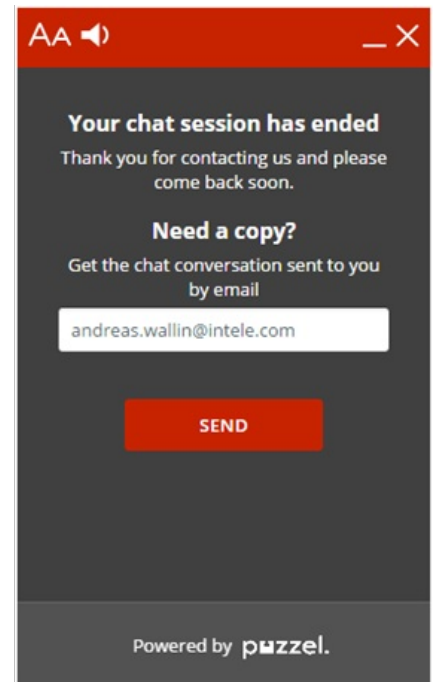 AA
Your chat session has ended
Thank you for contacting us and please
come back soon.
Need a copy?
Get the chat conversation sent to you
by email
andreas.wallin@intele.com
SEND
Powered by puzzel.